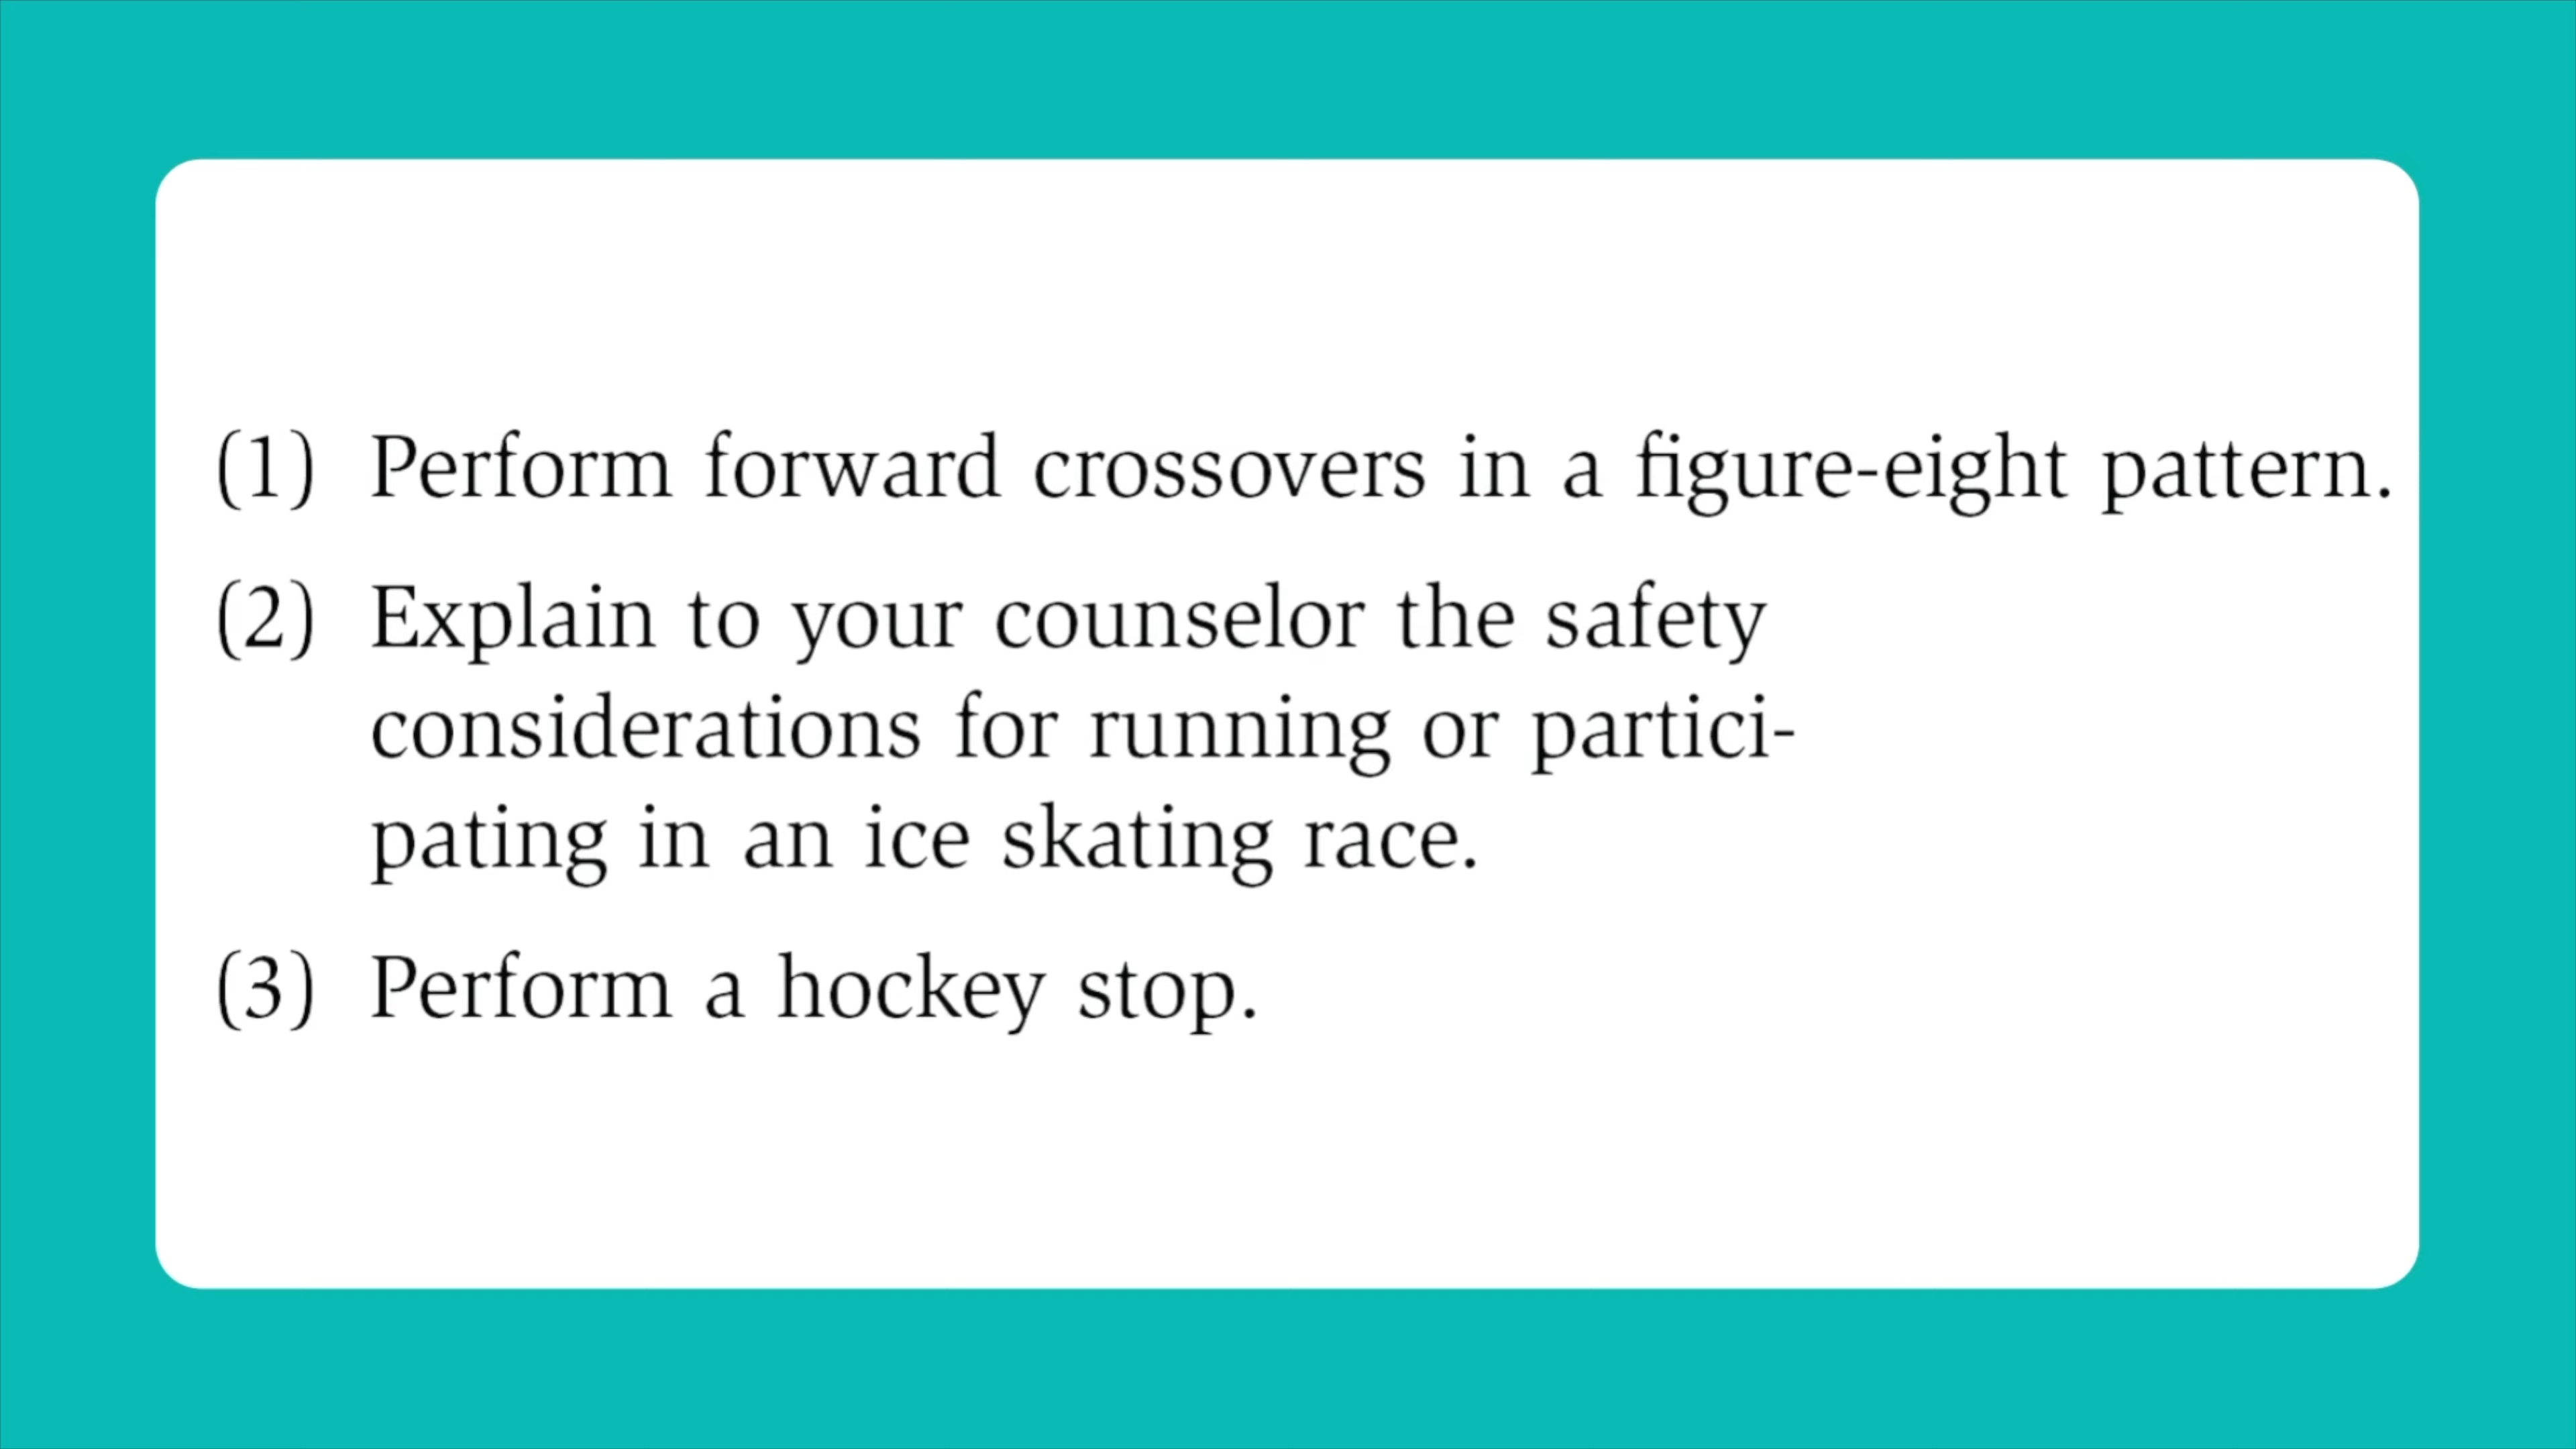 (1) Perform forward crossovers in a figure-eight pattern.
(2) Explain to your counselor the safety
considerations for running or partici-
pating in an ice skating race.
(3) Perform a hockey stop.